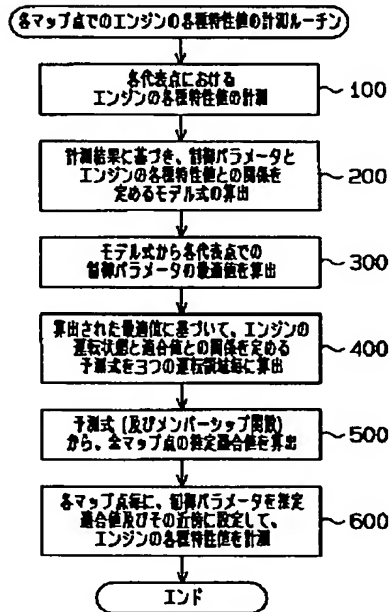 各マップ点でのエンジンの各種特性値の計測ルーチン
各代表点における
エンジンの各種特性値の計測
100
計測結果に基づき、制御パラメータと
エンジンの各種特性値との関係を
定めるモデル式の算出
200
モデル式から各代表点での
制御パラメータの最適値を算出
300
算出された最適値に基づいて、エンジンの
運転状態と適合値との関係を定める
予測式を3つの運転領域毎に算出
400
予測式(及びメンバーシップ関数)
から、全マップ点の推定適合値を算出
500
各マップ点毎に、制御パラメータを推定
適合値及びその近傍に設定して、
エンジンの各種特性値を計測
600
エンド